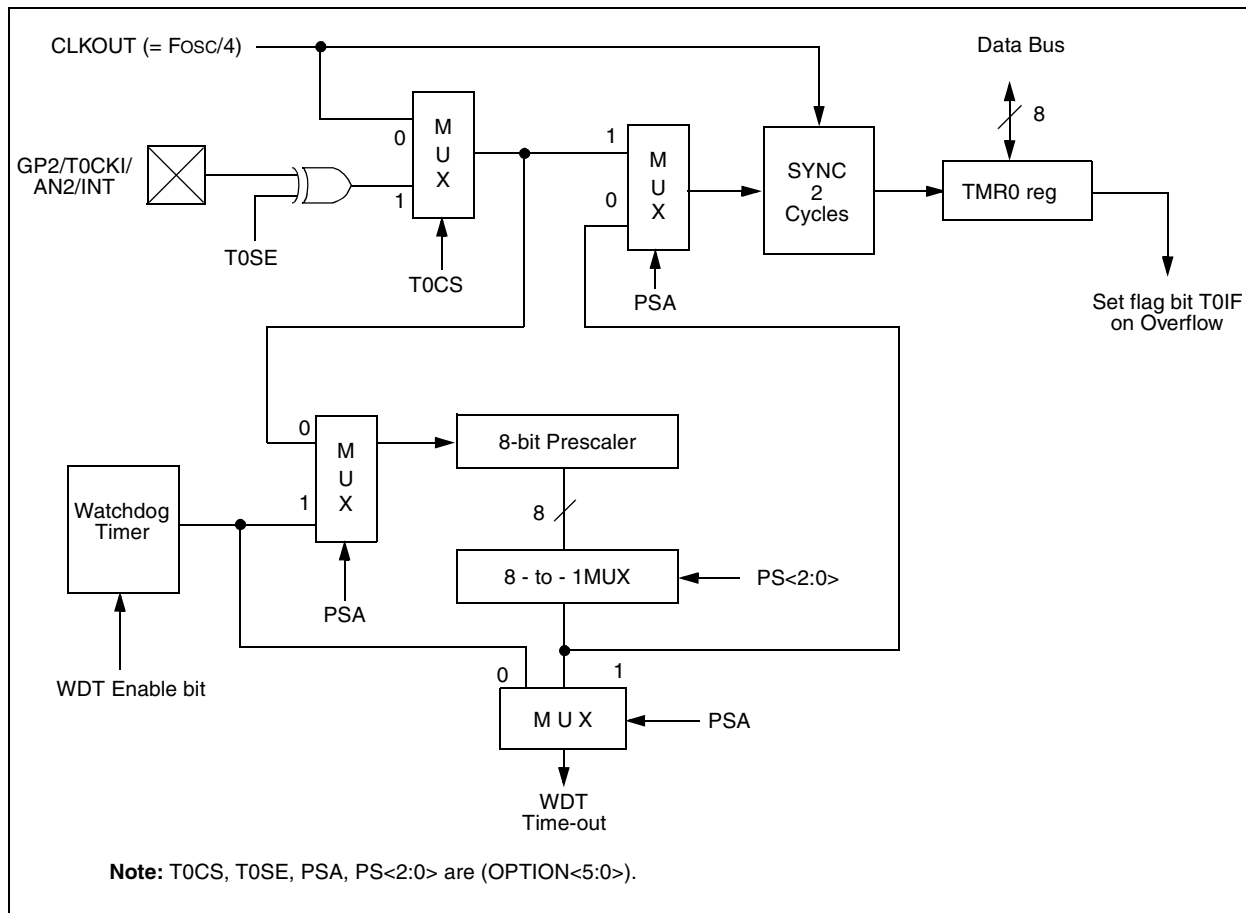 CLKOUT (= FOSC/4)
Data Bus
8
0
M
U
X
1
GP2/T0CKI/
AN2/INT
T0SE
T0CS
1
0
M
U
X
PSA
SYNC
2
Cycles
TMR0 reg
Set flag bit T0IF
on Overflow
0
1
M
U
X
PSA
8-bit Prescaler
8
8 - to - 1MUX
PS<2:0>
Watchdog
Timer
WDT Enable bit
0
1
M U X
PSA
WDT
Time-out
Note: T0CS, T0SE, PSA, PS<2:0> are (OPTION<5:0>).